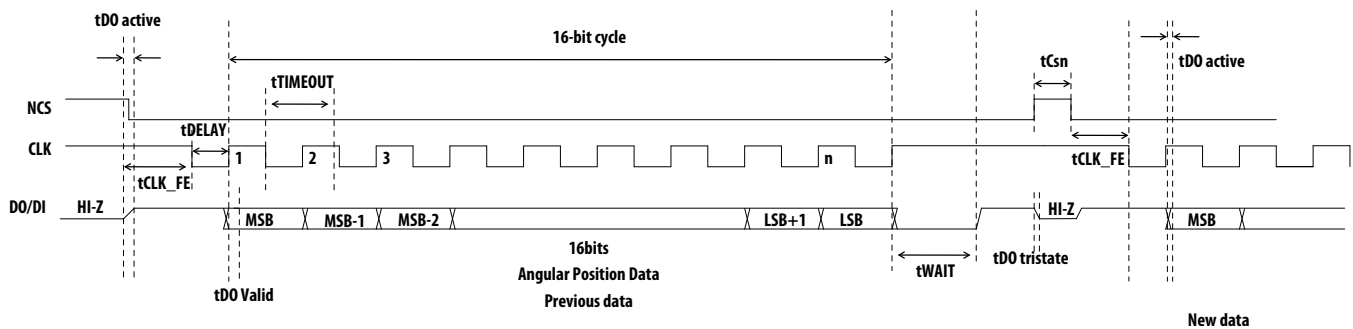 tDO active
16-bit cycle
tCsn
tDO active
tTIMEOUT
NCS
tDELAY
CLK
1
2
3
n
tCLK_FE
tCLK_FE
DO/DI
HI-Z
MSB
MSB-1
MSB-2
LSB+1
LSB
HI-Z
MSB
16bits
tWAIT
tDO tristate
Angular Position Data
tDO Valid
Previous data
New data